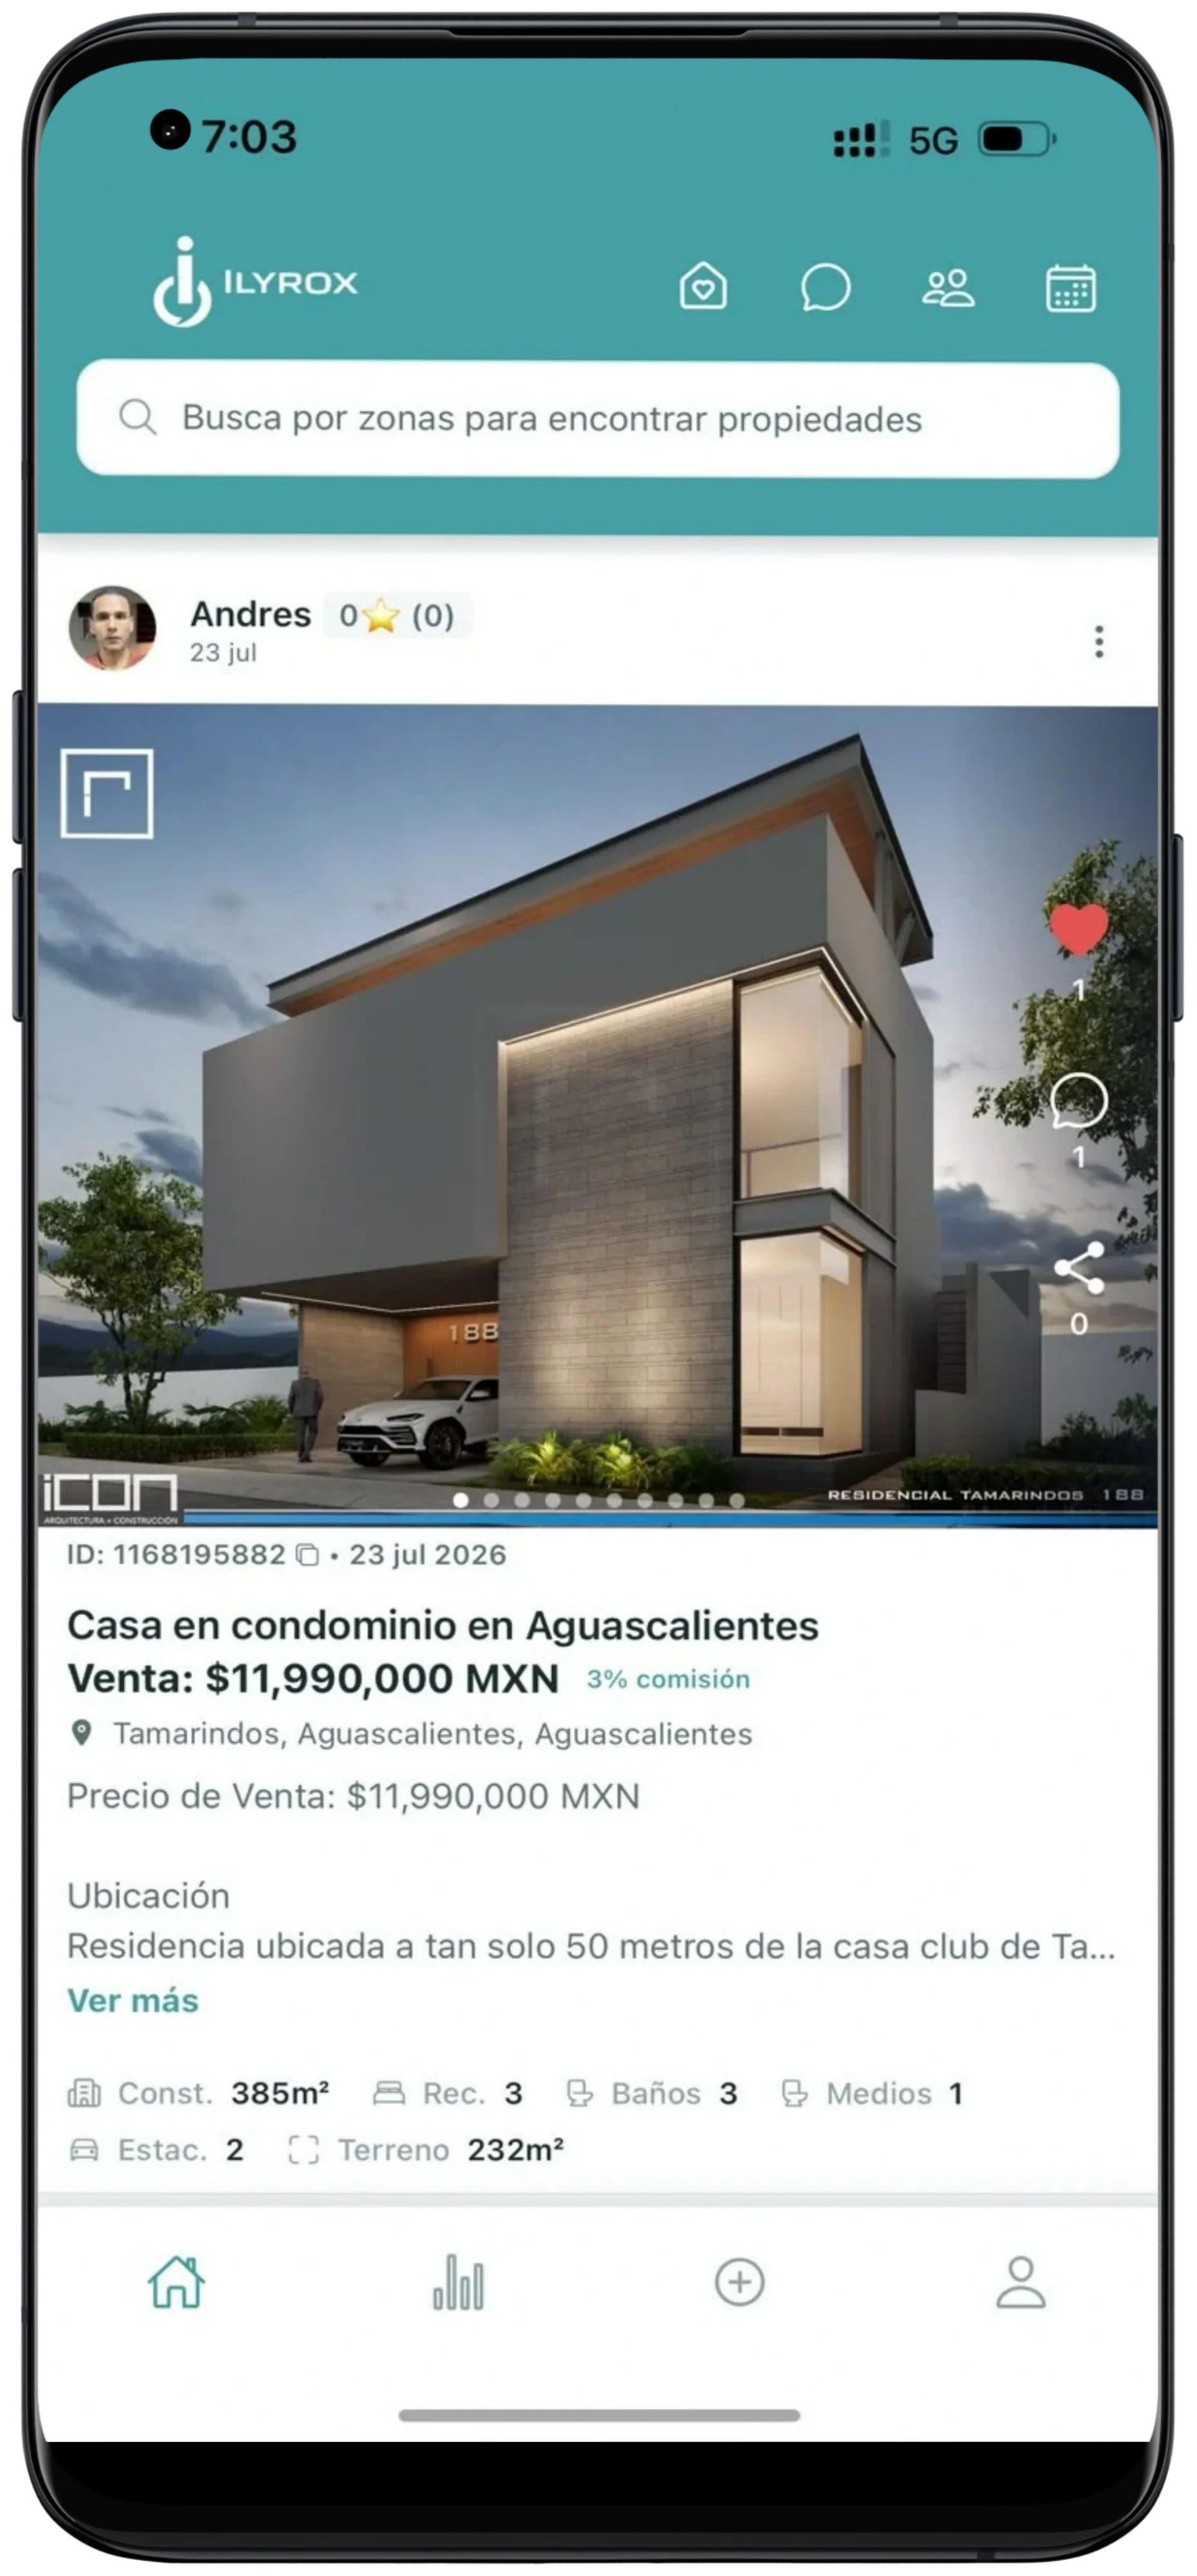 7:03 5G
ILYROX
Busca por zonas para encontrar propiedades
Andres 0⭐ (0)
23 jul
1
1
0
188
iCON
ARQUITECTURA + CONSTRUCCIÓN
RESIDENCIAL TAMARINDOS 188
ID: 1168195882 • 23 jul 2026
Casa en condominio en Aguascalientes
Venta: $11,990,000 MXN 3% comisión
Tamarindos, Aguascalientes, Aguascalientes
Precio de Venta: $11,990,000 MXN
Ubicación
Residencia ubicada a tan solo 50 metros de la casa club de Ta...
Ver más
Const. 385m² Rec. 3 Baños 3 Medios 1
Estac. 2 Terreno 232m²